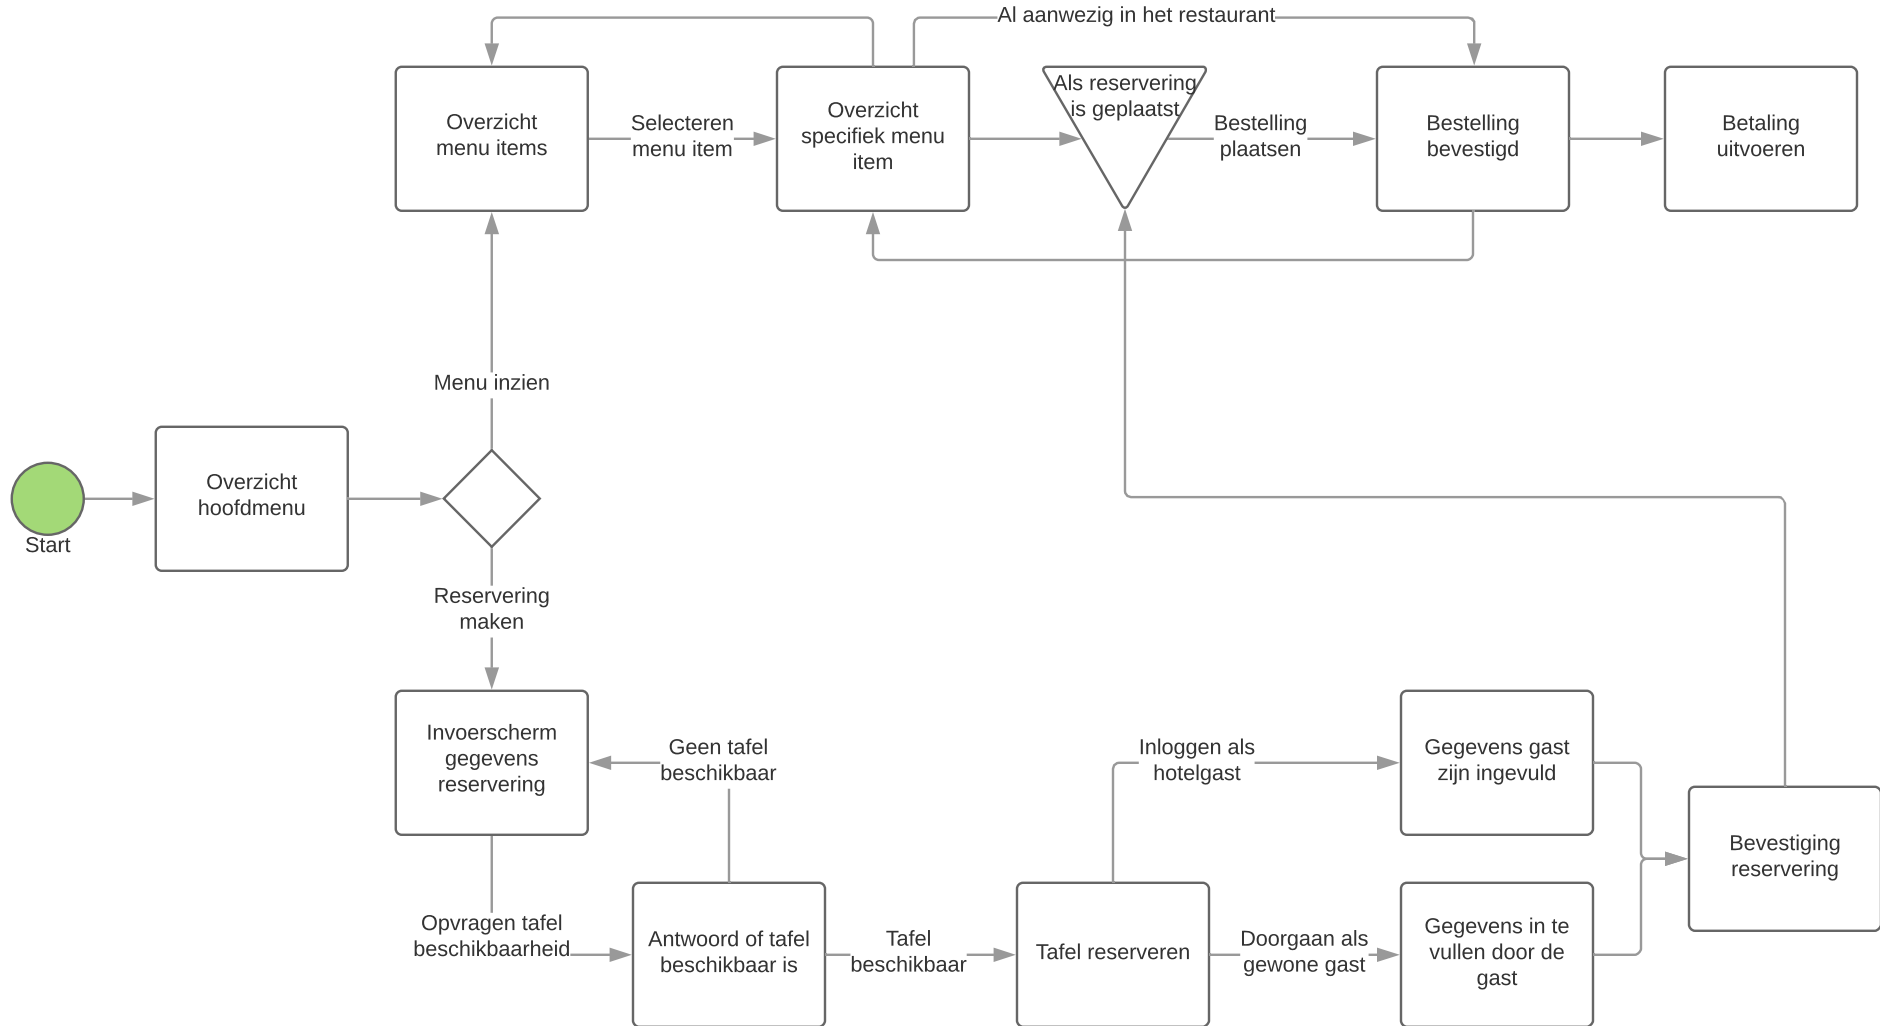 Al aanwezig in het restaurant
Overzicht
menu items
Selecteren
menu item
Overzicht
specifiek menu
item
Als reservering
is geplaatst
Bestelling
plaatsen
Bestelling
bevestigd
Betaling
uitvoeren
Menu inzien
Overzicht
hoofdmenu
Start
Reservering
maken
Invoerscherm
gegevens
reservering
Geen tafel
beschikbaar
Inloggen als
hotelgast
Gegevens gast
zijn ingevuld
Bevestiging
reservering
Opvragen tafel
beschikbaarheid
Antwoord of tafel
beschikbaar is
Tafel
beschikbaar
Tafel reserveren
Doorgaan als
gewone gast
Gegevens in te
vullen door de
gast